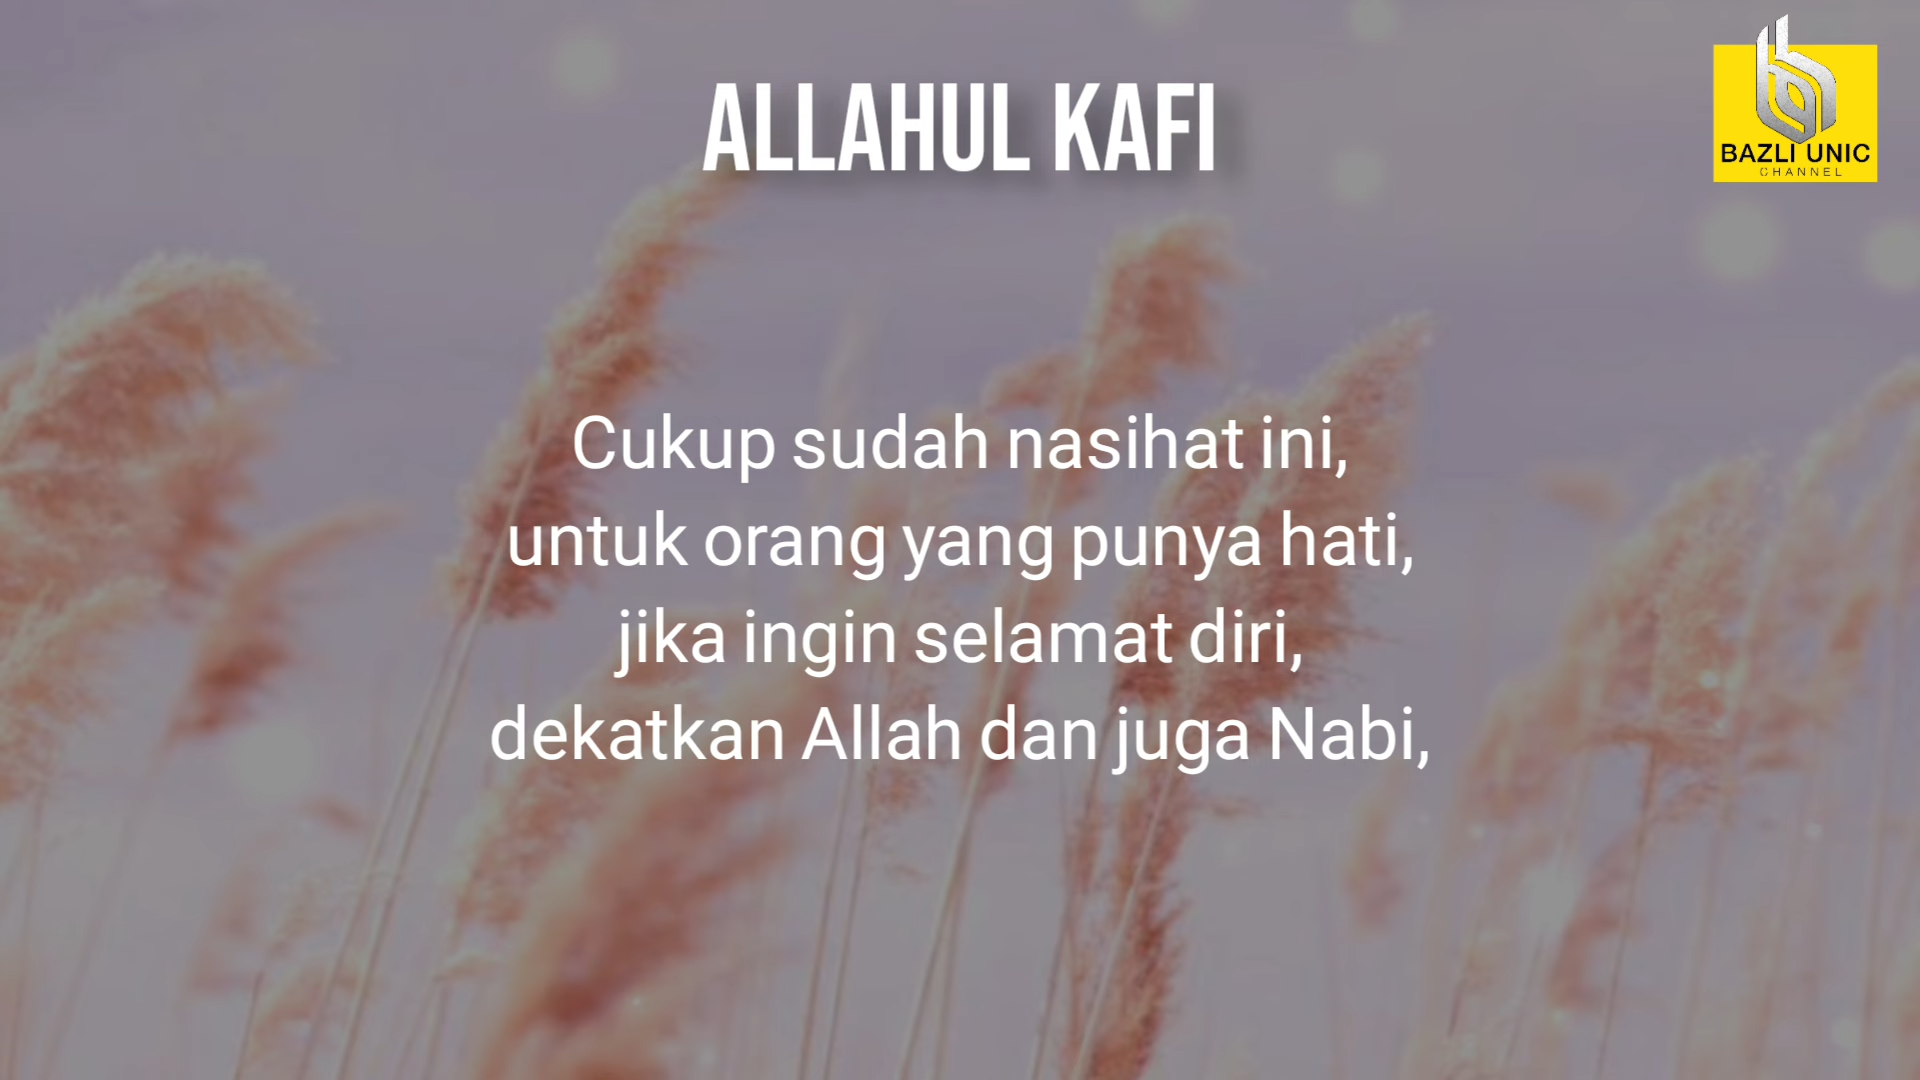 ALLAHUL KAFI
BAZLI UNIC
CHANNEL
Cukup sudah nasihat ini,
untuk orang yang punya hati,
jika ingin selamat diri,
dekatkan Allah dan juga Nabi,